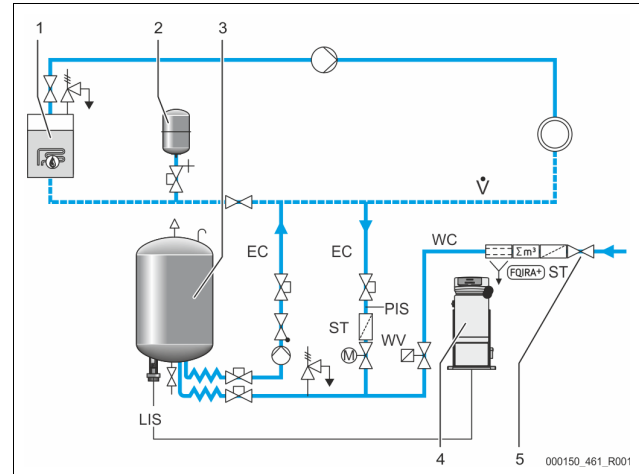 1
2
3
V̇
EC
EC
WC
Σm³
FQIRA+
ST
PIS
ST
WV
M
LIS
4
5
000150_461_R001